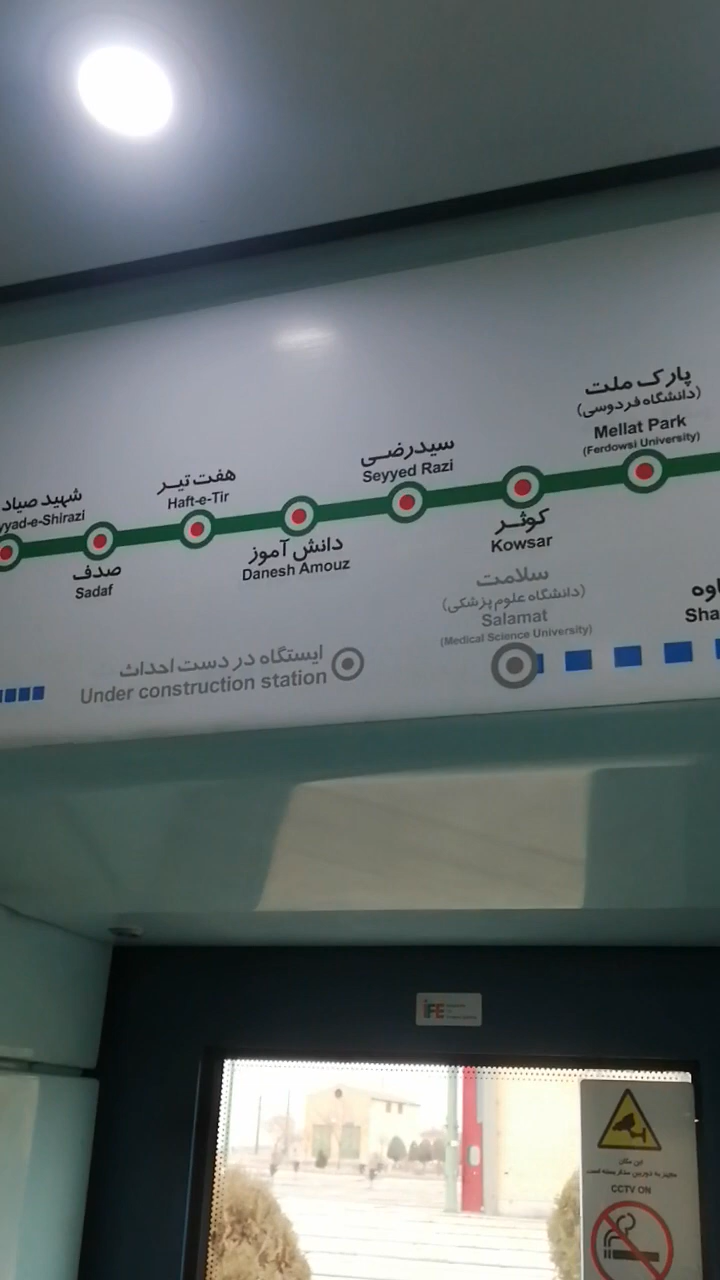 پارک ملت
(دانشگاه فردوسی)
Mellat Park
(Ferdowsi University)
سیدرضی
Seyyed Razi
هفت تیر
Haft-e-Tir
شهید صیاد
yyad-e-Shirazi
کوثر
Kowsar
دانش آموز
Danesh Amouz
صدف
Sadaf
سلامت
(دانشگاه علوم پزشکی)
Salamat
(Medical Science University)
اوه
Sha
ایستگاه در دست احداث
Under construction station
iFE
این مکان
مجهز به دوربین مداربسته است
CCTV ON